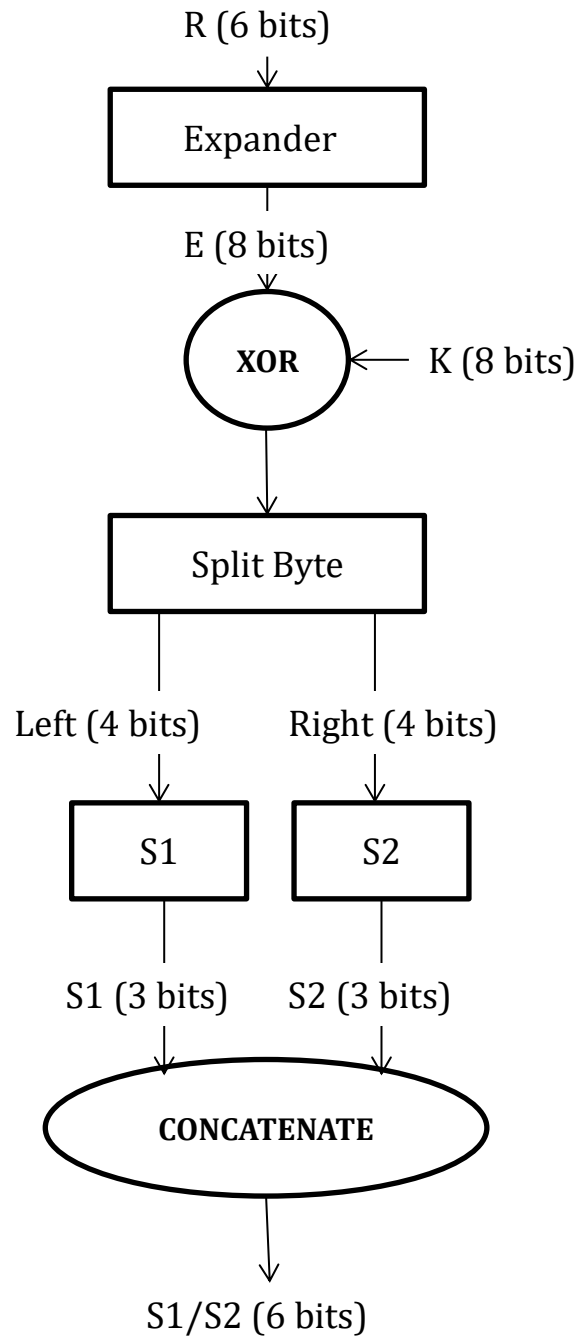 R (6 bits)
Expander
E (8 bits)
XOR
K (8 bits)
Split Byte
Left (4 bits)
Right (4 bits)
S1
S2
S1 (3 bits)
S2 (3 bits)
CONCATENATE
S1/S2 (6 bits)